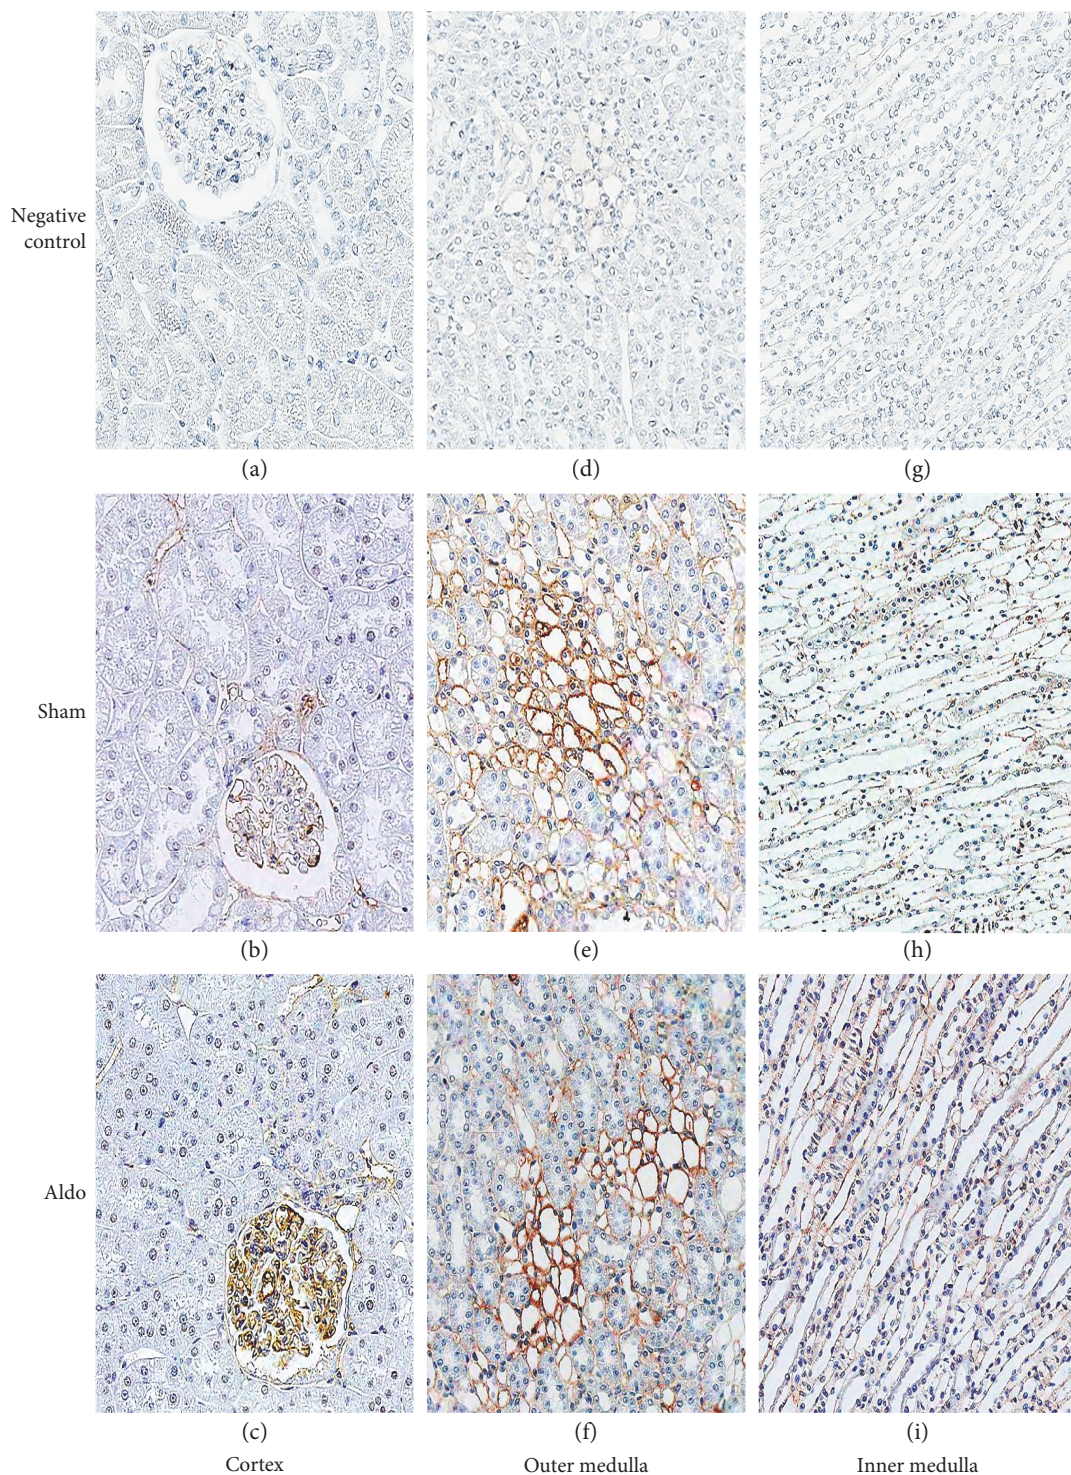 Negative
control
(a)
(d)
(g)
Sham
(b)
(e)
(h)
Aldo
(c)
(f)
(i)
Cortex
Outer medulla
Inner medulla